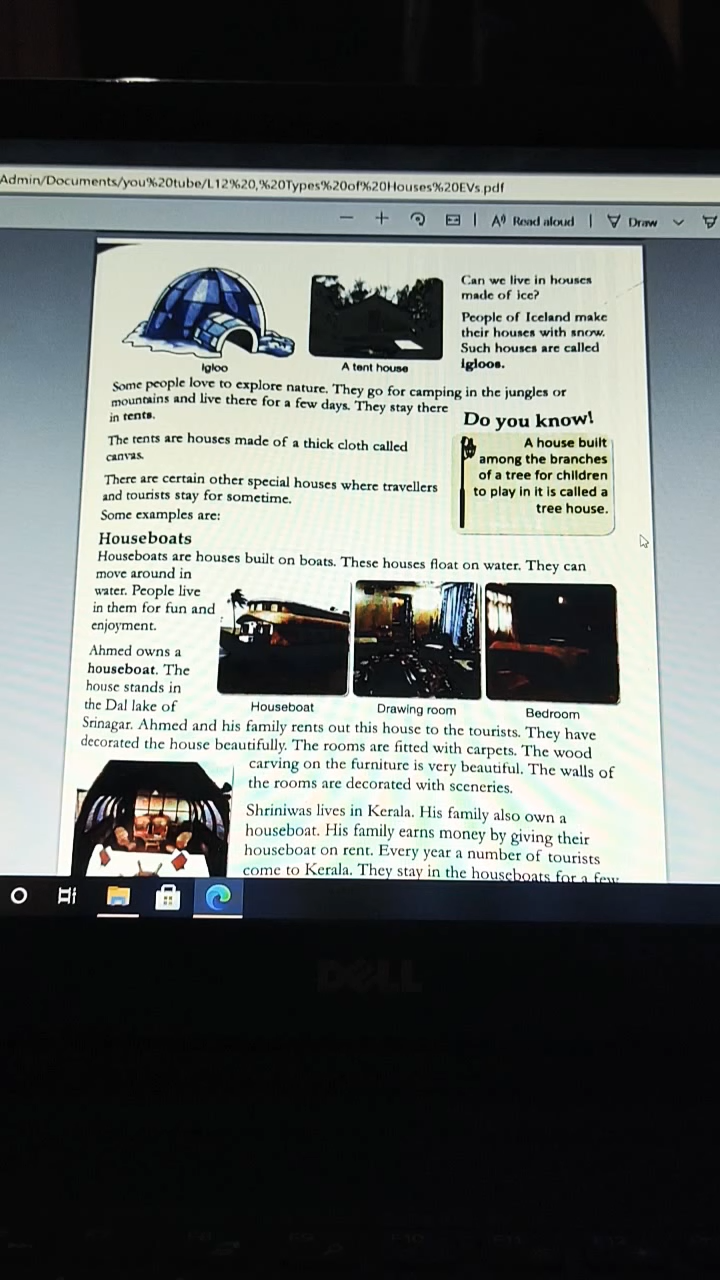 Admin/Documents/you%20tube/L12%20,%20Types%20of%20Houses%20EVs.pdf
Read aloud
Draw
Can we live in houses
made of ice?
People of Iceland make
their houses with snow.
Such houses are called
igloos.
Igloo
A tent house
Some people love to explore nature. They go for camping in the jungles or
mountains and live there for a few days. They stay there
in tents.
The tents are houses made of a thick cloth called
canvas.
There are certain other special houses where travellers
and tourists stay for sometime.
Some examples are:
Do you know!
A house built
among the branches
of a tree for children
to play in it is called a
tree house.
Houseboats
Houseboats are houses built on boats. These houses float on water. They can
move around in
water. People live
in them for fun and
enjoyment.
Ahmed owns a
houseboat. The
house stands in
the Dal lake of
Houseboat
Drawing room
Bedroom
Srinagar. Ahmed and his family rents out this house to the tourists. They have
decorated the house beautifully. The rooms are fitted with carpets. The wood
carving on the furniture is very beautiful. The walls of
the rooms are decorated with sceneries.
Shriniwas lives in Kerala. His family also own a
houseboat. His family earns money by giving their
houseboat on rent. Every year a number of tourists
come to Kerala. They stay in the houseboats for a few
DELL